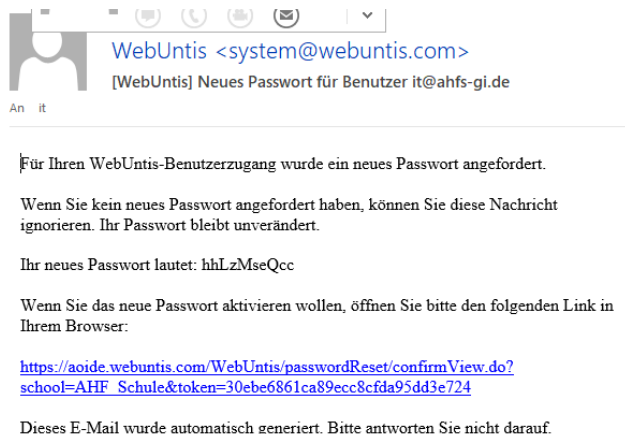 WebUntis <system@webuntis.com>
[WebUntis] Neues Passwort für Benutzer it@ahfs-gi.de
An it
Für Ihren WebUntis-Benutzerzugang wurde ein neues Passwort angefordert.
Wenn Sie kein neues Passwort angefordert haben, können Sie diese Nachricht
ignorieren. Ihr Passwort bleibt unverändert.
Ihr neues Passwort lautet: hhLzMseQcc
Wenn Sie das neue Passwort aktivieren wollen, öffnen Sie bitte den folgenden Link in
Ihrem Browser:
https://aoide.webuntis.com/WebUntis/passwordReset/confirmView.do?
school=AHF_Schule&token=30ebe6861ca89ecc8cfda95dd3e724
Dieses E-Mail wurde automatisch generiert. Bitte antworten Sie nicht darauf.